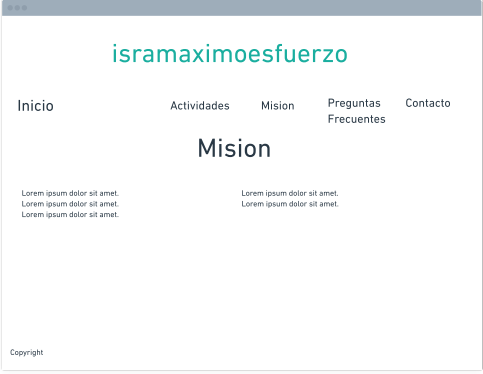 isramaximoesfuerzo
Inicio
Actividades
Mision
Preguntas
Frecuentes
Contacto
Mision
Lorem ipsum dolor sit amet.
Lorem ipsum dolor sit amet.
Lorem ipsum dolor sit amet.
Lorem ipsum dolor sit amet.
Lorem ipsum dolor sit amet.
Copyright